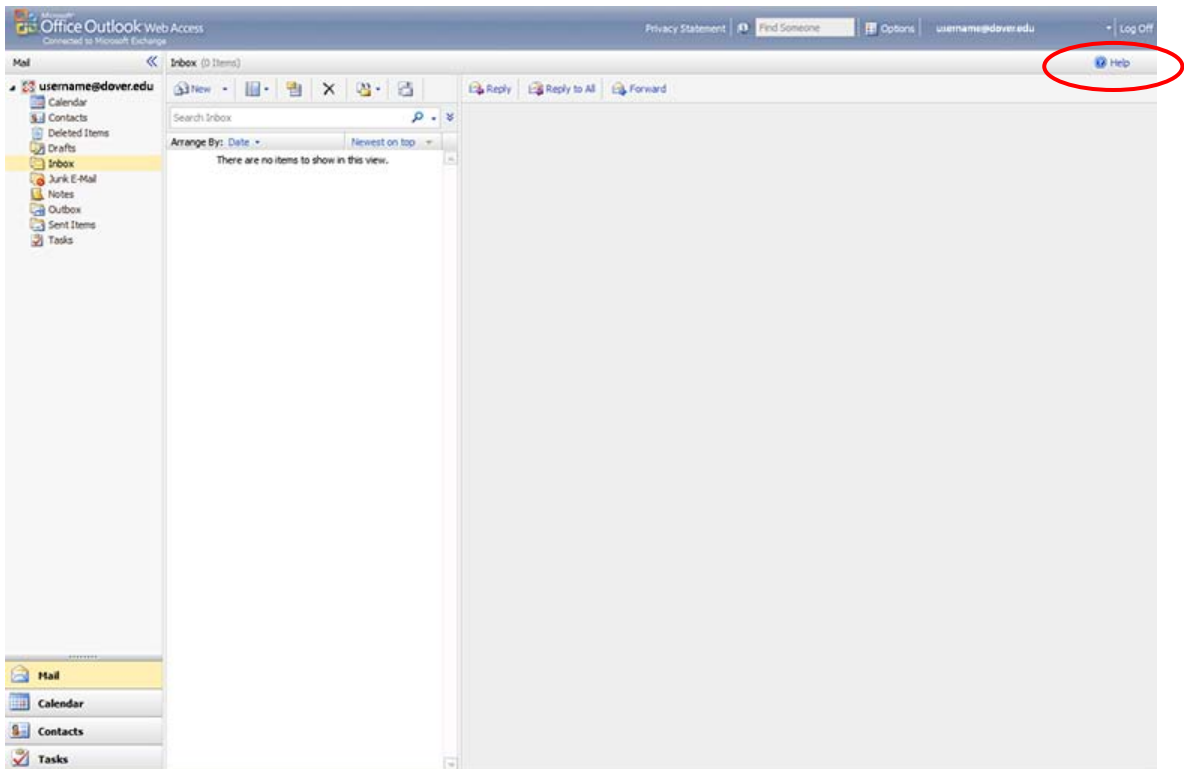 Microsoft
Office Outlook Web Access
Connected to Microsoft Exchange
Privacy Statement Find Someone Options username@dover.edu Log Off
Mail Inbox (0 Items) Help
username@dover.edu
Calendar
Contacts
Deleted Items
Drafts
Inbox
Junk E-Mail
Notes
Outbox
Sent Items
Tasks
New Reply Reply to All Forward
Search Inbox
Arrange By: Date Newest on top
There are no items to show in this view.
Mail
Calendar
Contacts
Tasks